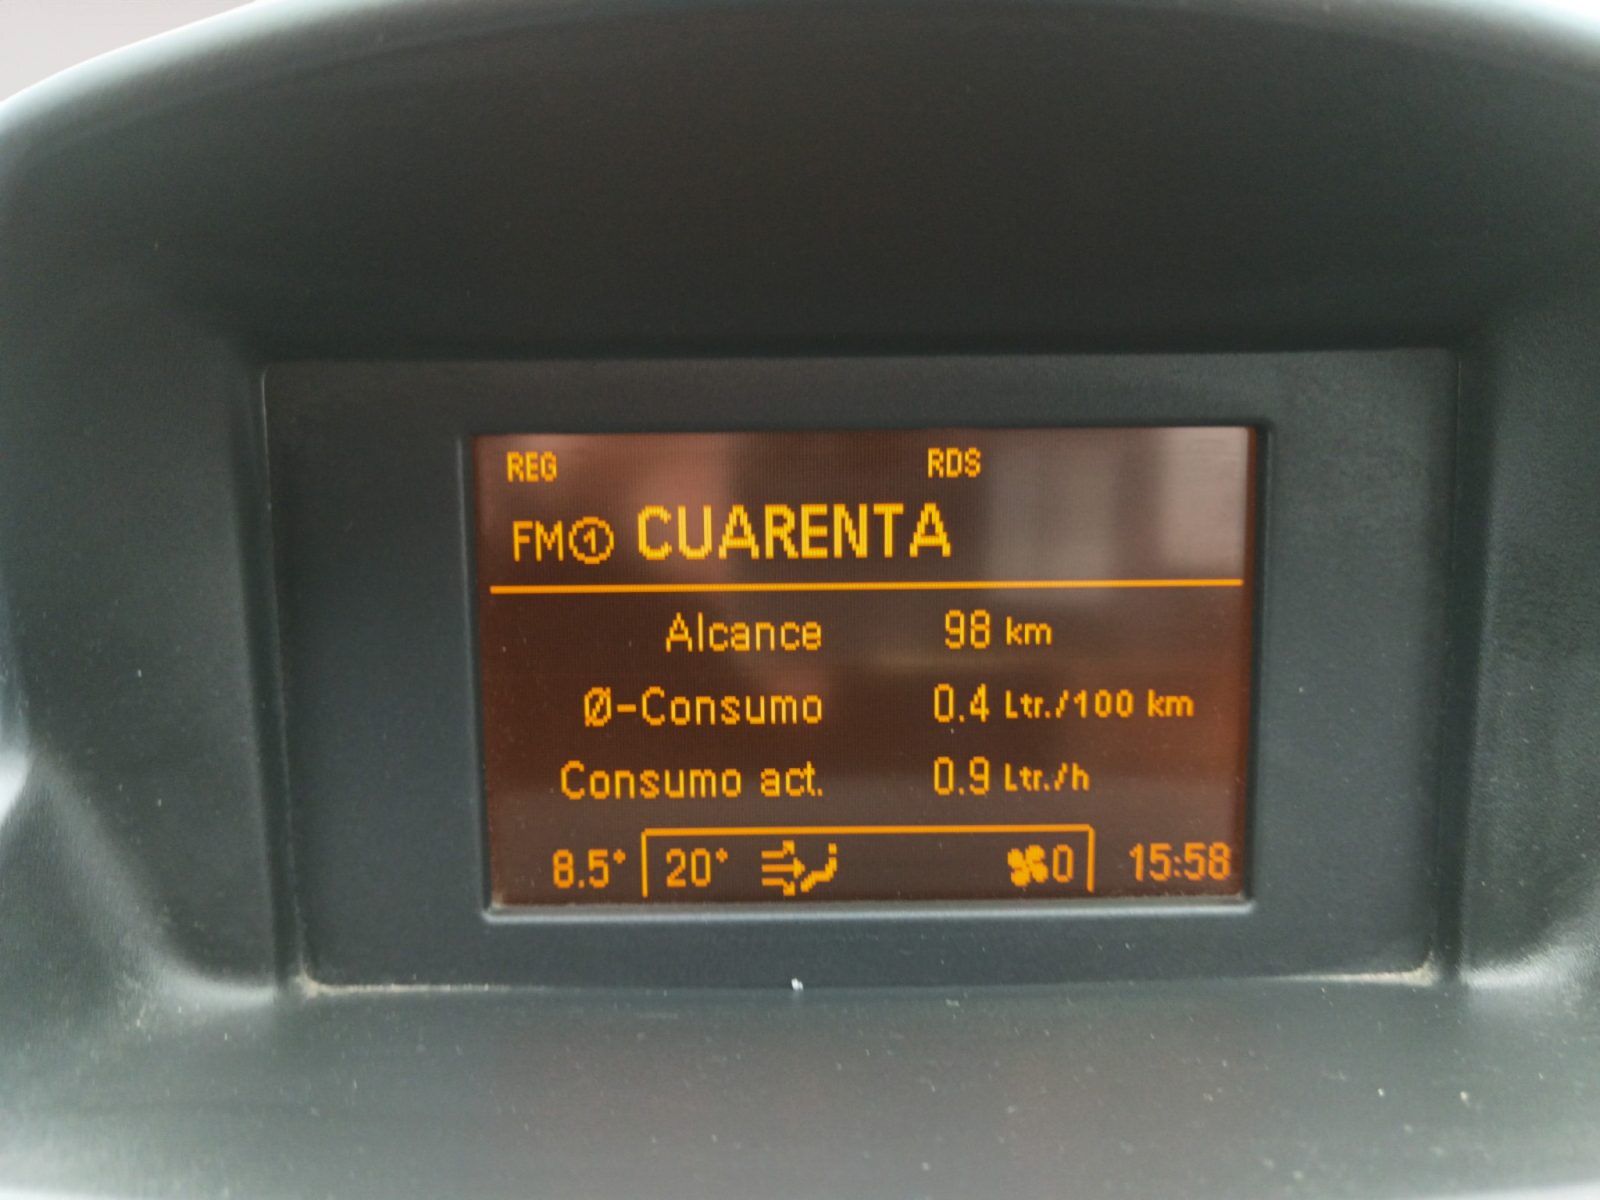 REG RDS
FM① CUARENTA
Alcance 98 km
Ø-Consumo 0.4 Ltr./100 km
Consumo act. 0.9 Ltr./h
8.5° 20° 0 15:58